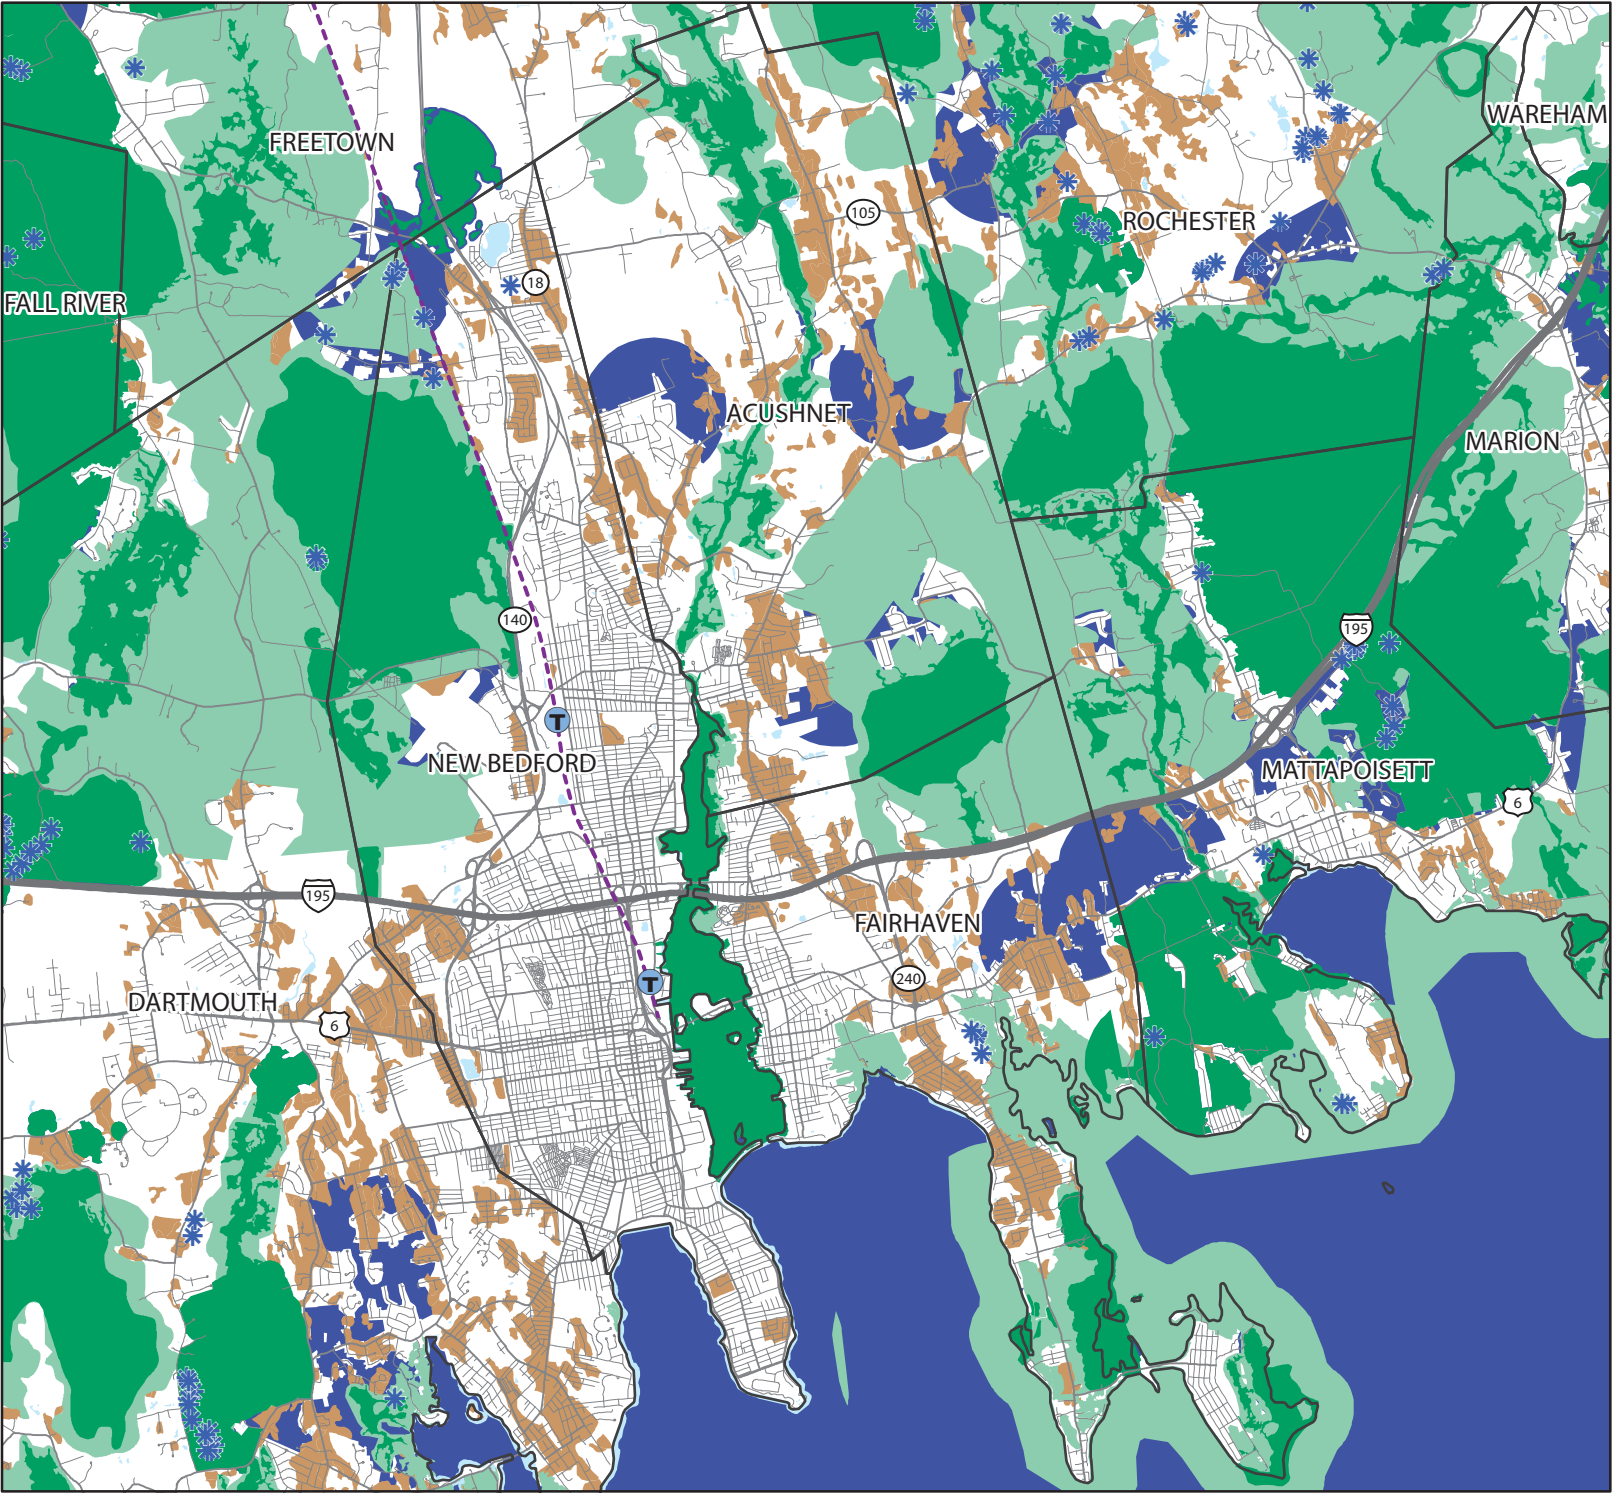 WAREHAM
FREETOWN
105
ROCHESTER
18
FALL RIVER
ACUSHNET
MARION
140
195
T
NEW BEDFORD
MATTAPOISETT
6
195
FAIRHAVEN
240
T
DARTMOUTH
6